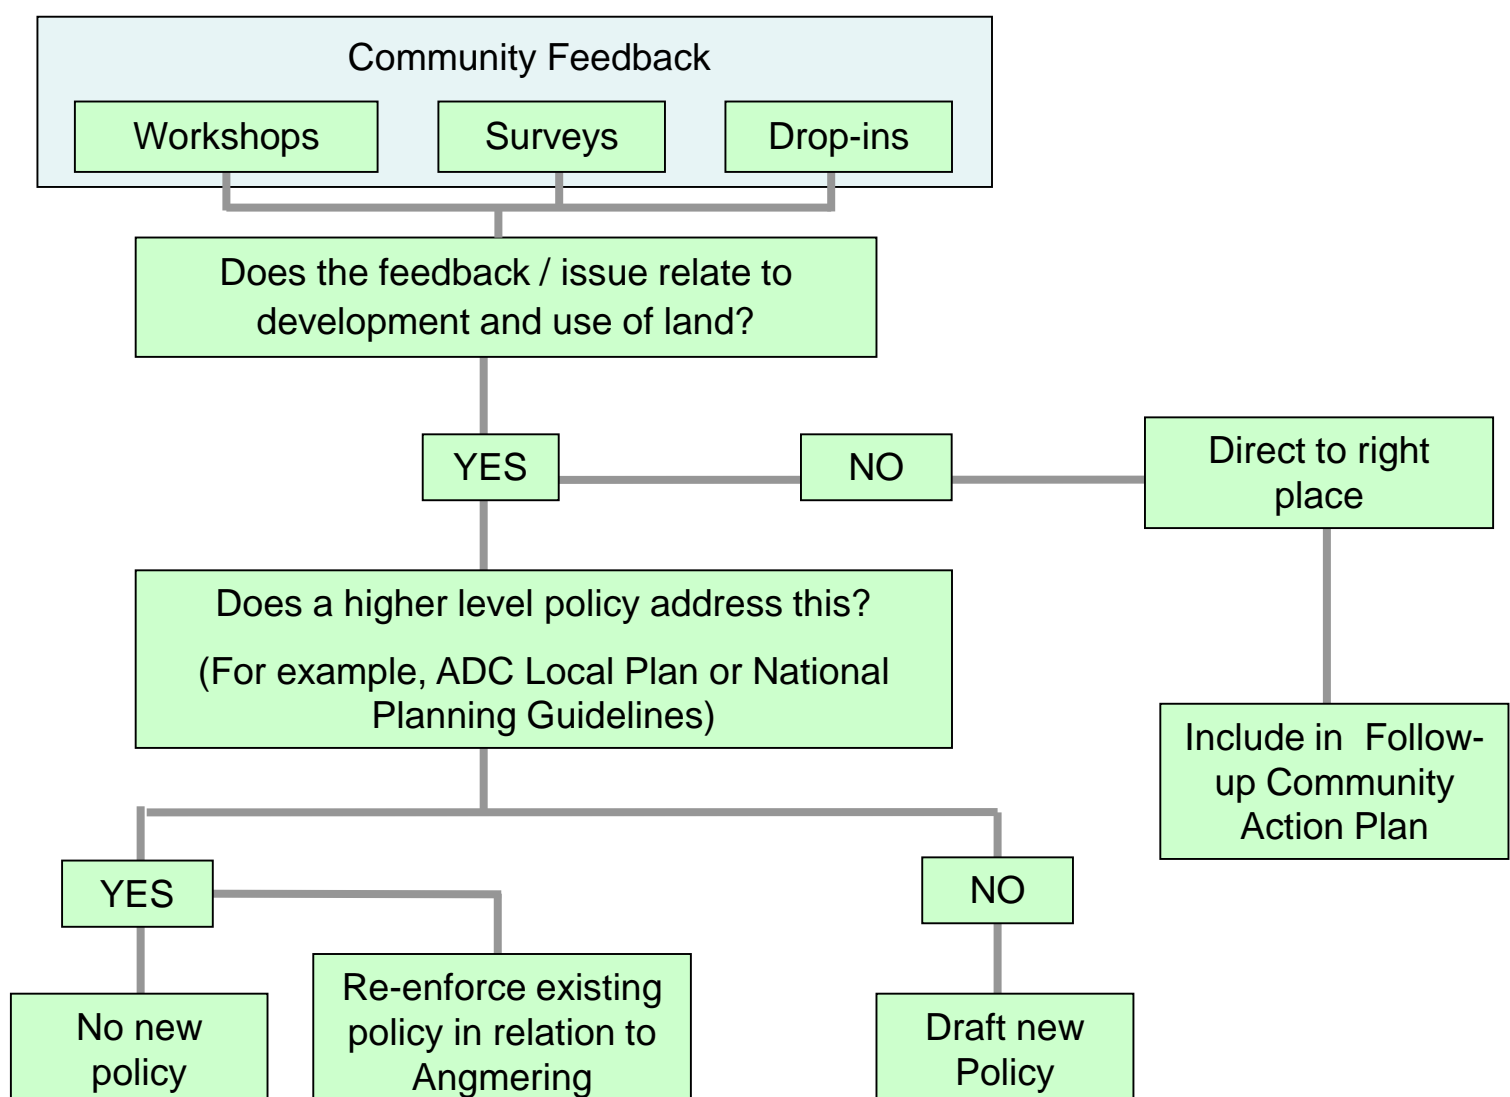 Community Feedback
Workshops
Surveys
Drop-ins
Does the feedback / issue relate to
development and use of land?
YES
NO
Direct to right
place
Does a higher level policy address this?
(For example, ADC Local Plan or National
Planning Guidelines)
Include in  Follow-
up Community
Action Plan
YES
NO
No new
policy
Re-enforce existing
policy in relation to
Angmering
Draft new
Policy